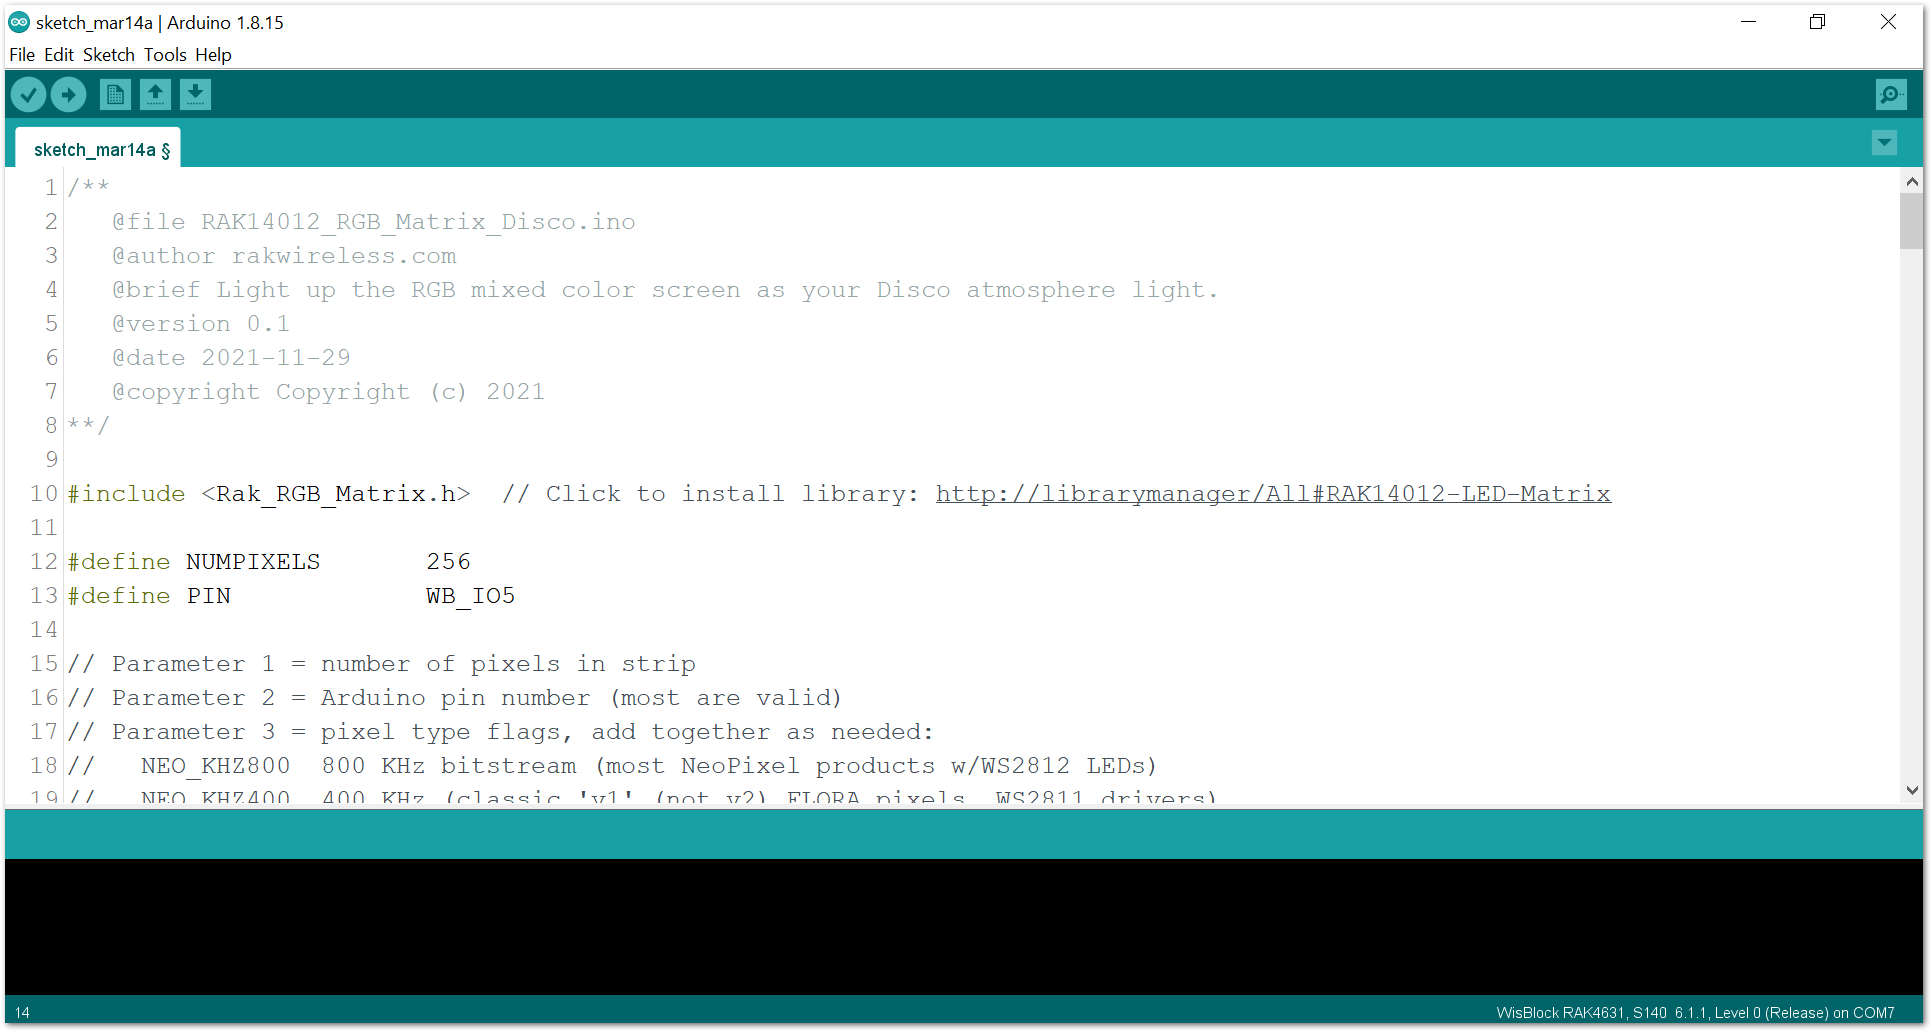 sketch_mar14a | Arduino 1.8.15
File Edit Sketch Tools Help
sketch_mar14a §
1 /**
2 @file RAK14012_RGB_Matrix_Disco.ino
3 @author rakwireless.com
4 @brief Light up the RGB mixed color screen as your Disco atmosphere light.
5 @version 0.1
6 @date 2021-11-29
7 @copyright Copyright (c) 2021
8 **/
9
10 #include <Rak_RGB_Matrix.h>  // Click to install library: http://librarymanager/All#RAK14012-LED-Matrix
11
12 #define NUMPIXELS       256
13 #define PIN             WB_IO5
14
15 // Parameter 1 = number of pixels in strip
16 // Parameter 2 = Arduino pin number (most are valid)
17 // Parameter 3 = pixel type flags, add together as needed:
18 //   NEO_KHZ800  800 KHz bitstream (most NeoPixel products w/WS2812 LEDs)
19 //   NEO_KHZ400  400 KHz (classic 'v1' (not v2) FLORA pixels, WS2811 drivers)
14
WisBlock RAK4631, S140 6.1.1, Level 0 (Release) on COM7